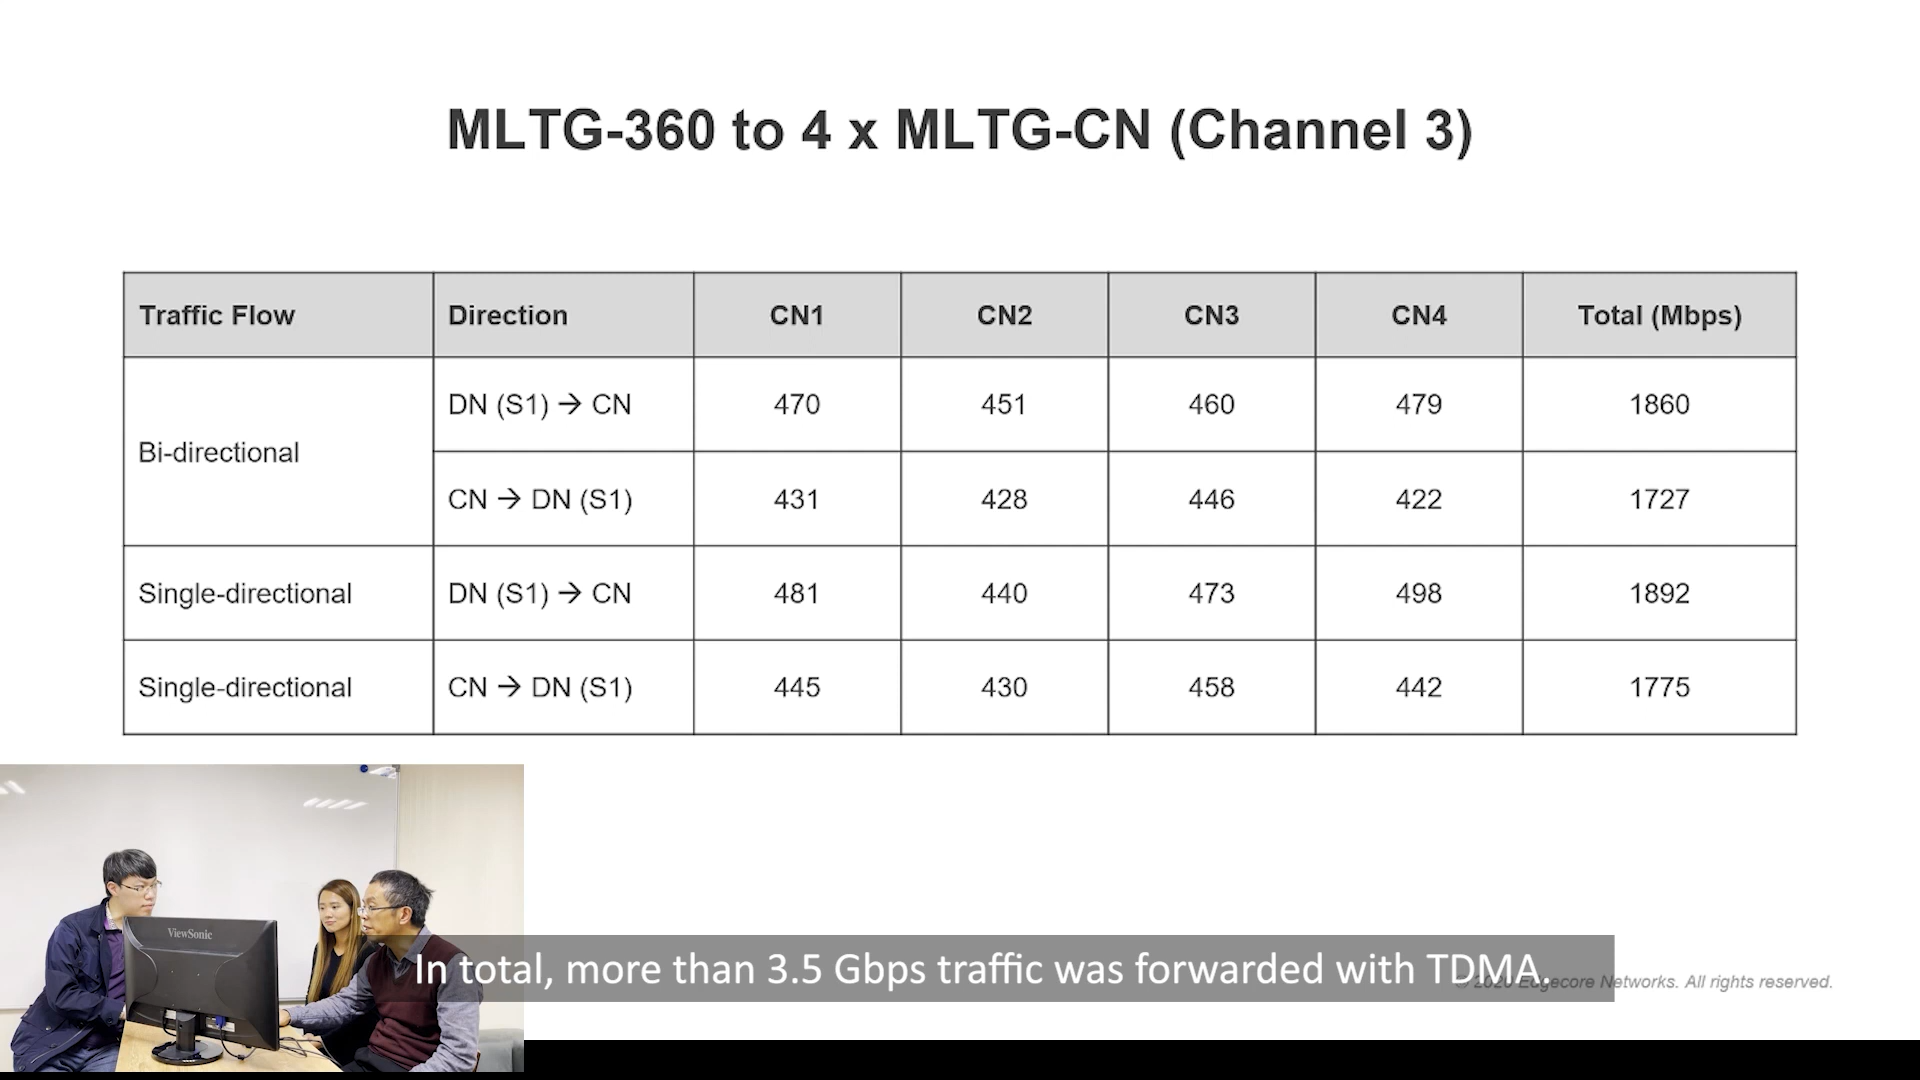 MLTG-360 to 4 x MLTG-CN (Channel 3)
Traffic Flow Direction CN1 CN2 CN3 CN4 Total (Mbps)
Bi-directional
DN (S1) → CN 470 451 460 479 1860
CN → DN (S1) 431 428 446 422 1727
Single-directional DN (S1) → CN 481 440 473 498 1892
Single-directional CN → DN (S1) 445 430 458 442 1775
ViewSonic
In total, more than 3.5 Gbps traffic was forwarded with TDMA.
© 2020 Edgecore Networks. All rights reserved.